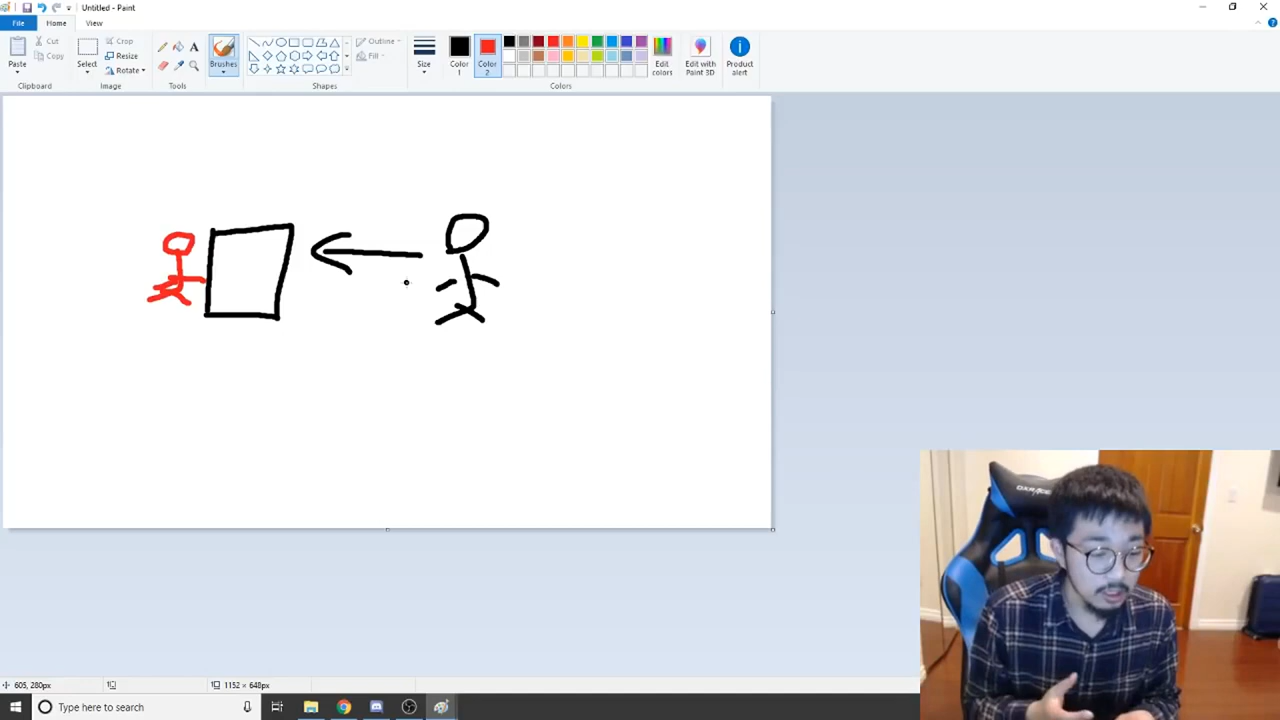 Untitled - Paint
File Home View
Paste
Cut
Copy
Clipboard
Select
Crop
Resize
Rotate
Image
A
Tools
Brushes
Outline
Fill
Shapes
Size
Color 1
Color 2
Edit colors
Colors
Edit with Paint 3D
Product alert
605, 280px
1152 × 648px
Type here to search